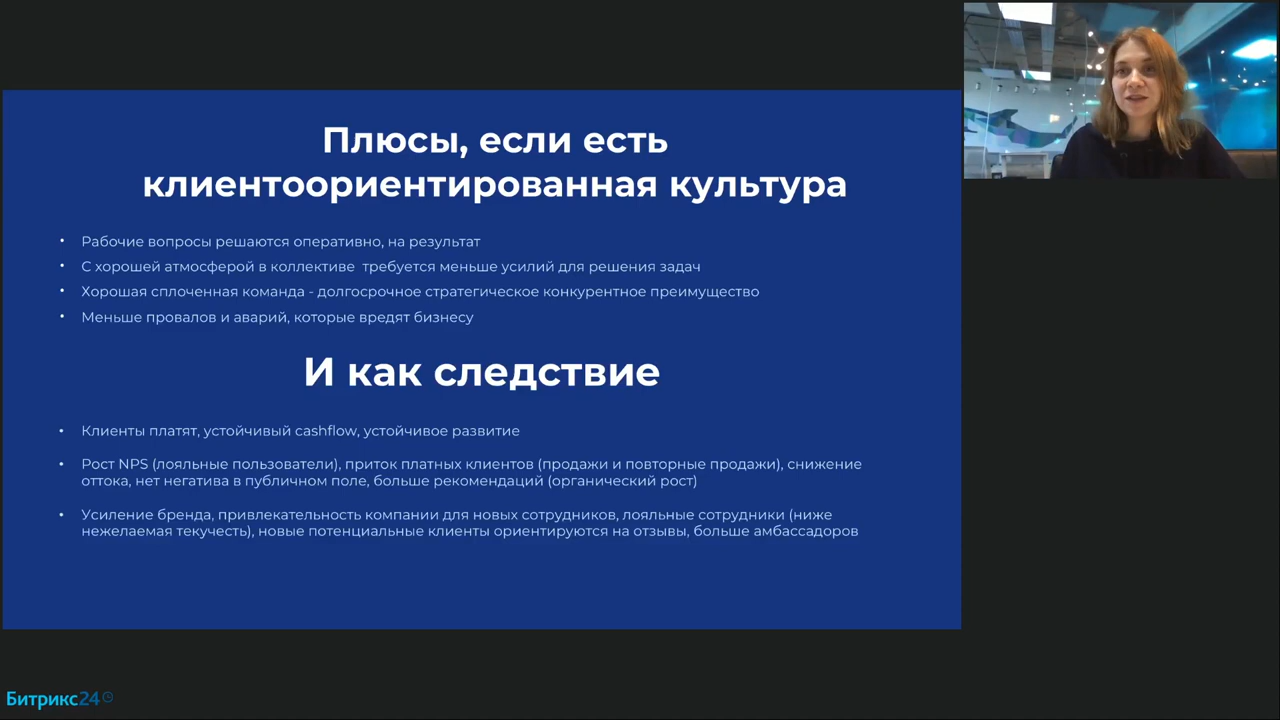 Плюсы, если есть
клиентоориентированная культура
• Рабочие вопросы решаются оперативно, на результат
• С хорошей атмосферой в коллективе требуется меньше усилий для решения задач
• Хорошая сплоченная команда - долгосрочное стратегическое конкурентное преимущество
• Меньше провалов и аварий, которые вредят бизнесу
И как следствие
• Клиенты платят, устойчивый cashflow, устойчивое развитие
• Рост NPS (лояльные пользователи), приток платных клиентов (продажи и повторные продажи), снижение
оттока, нет негатива в публичном поле, больше рекомендаций (органический рост)
• Усиление бренда, привлекательность компании для новых сотрудников, лояльные сотрудники (ниже
нежелаемая текучесть), новые потенциальные клиенты ориентируются на отзывы, больше амбассадоров
Битрикс24